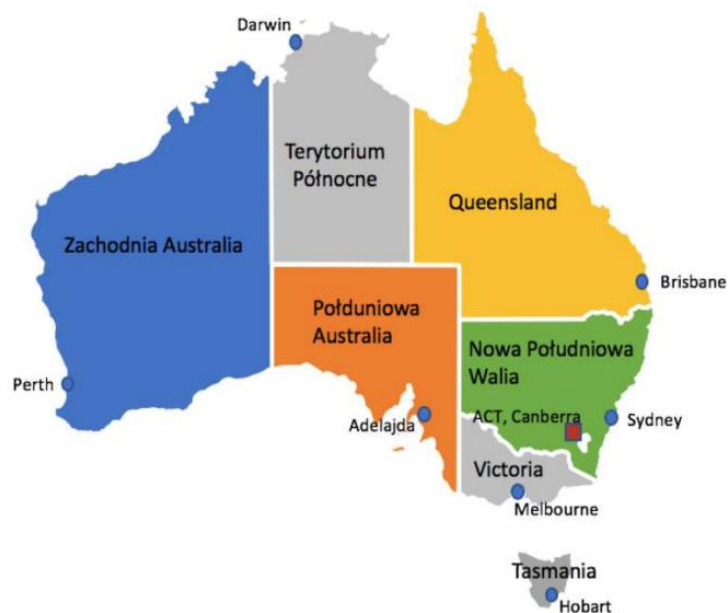 Darwin
Terytorium
Północne
Queensland
Zachodnia Australia
Brisbane
Połduniowa
Australia
Nowa Południowa
Walia
Perth
Adelajda
ACT, Canberra
Sydney
Victoria
Melbourne
Tasmania
Hobart